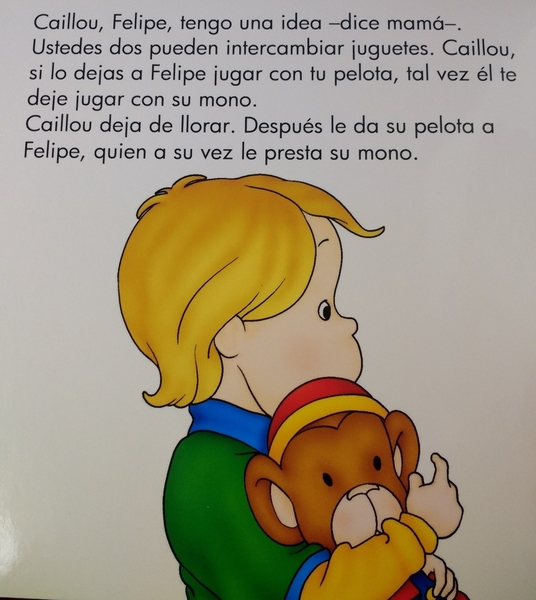 Caillou, Felipe, tengo una idea –dice mamá–.
Ustedes dos pueden intercambiar juguetes. Caillou,
si lo dejas a Felipe jugar con tu pelota, tal vez él te
deje jugar con su mono.
Caillou deja de llorar. Después le da su pelota a
Felipe, quien a su vez le presta su mono.